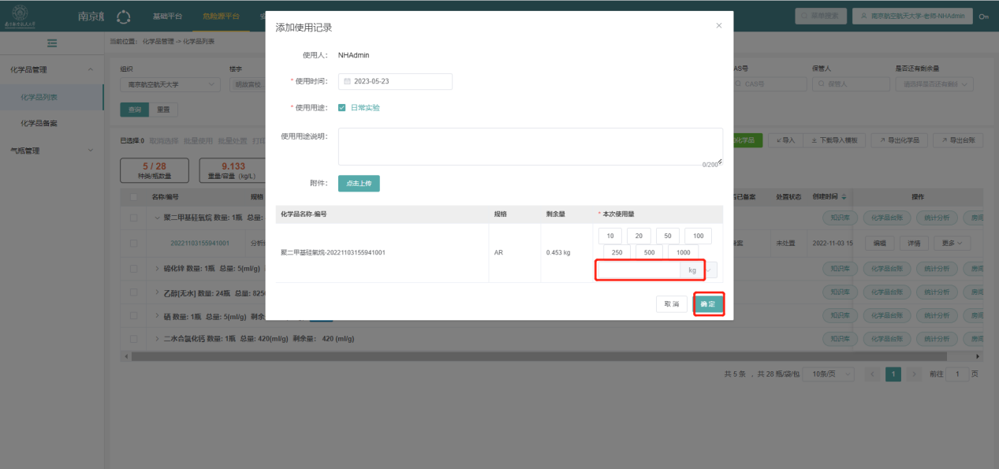 南京航
基础平台
危险源平台
菜单搜索
南京航空航天大学-老师-NHAdmin
当前位置: 化学品管理 -> 化学品列表
化学品管理
化学品列表
化学品备案
气瓶管理
组织
楼宇
CAS号
保管人
是否还有剩余量
南京航空航天大学
明故宫校
CAS号
保管人
请选择是否还有剩余
查询
重置
已选择:0 取消选择 批量使用 批量处置 打印
导入
下载导入模板
导出化学品
导出台账
5 / 28
种类/瓶数量
9.133
重量/容量 (kg/L)
名称/编号
规格
是否已备案
处置状态
创建时间
操作
聚二甲基硅氧烷 数量: 1瓶 总量:
知识库
化学品台账
统计分析
房间
20221103155941001
分析
未处置
2022-11-03 15
编辑
详情
更多
碲化锌 数量: 1瓶 总量: 5(ml/g)
知识库
化学品台账
统计分析
房间
乙醇[无水] 数量: 24瓶 总量: 825
知识库
化学品台账
统计分析
房间
硒 数量: 1瓶 总量: 5(ml/g) 剩余
知识库
化学品台账
统计分析
房间
二水合氯化钙 数量: 1瓶 总量: 420(ml/g) 剩余量: 420 (ml/g)
知识库
化学品台账
统计分析
房间
共 5 条 , 共 28 瓶/袋/包
10条/页
1
前往 1 页
添加使用记录
使用人: NHAdmin
* 使用时间: 2023-05-23
* 使用用途: 日常实验
使用用途说明:
0/200
附件: 点击上传
化学品名称-编号
规格
剩余量
* 本次使用量
聚二甲基硅氧烷-20221103155941001
AR
0.453 kg
10 20 50 100
250 500 1000
kg
取消
确定